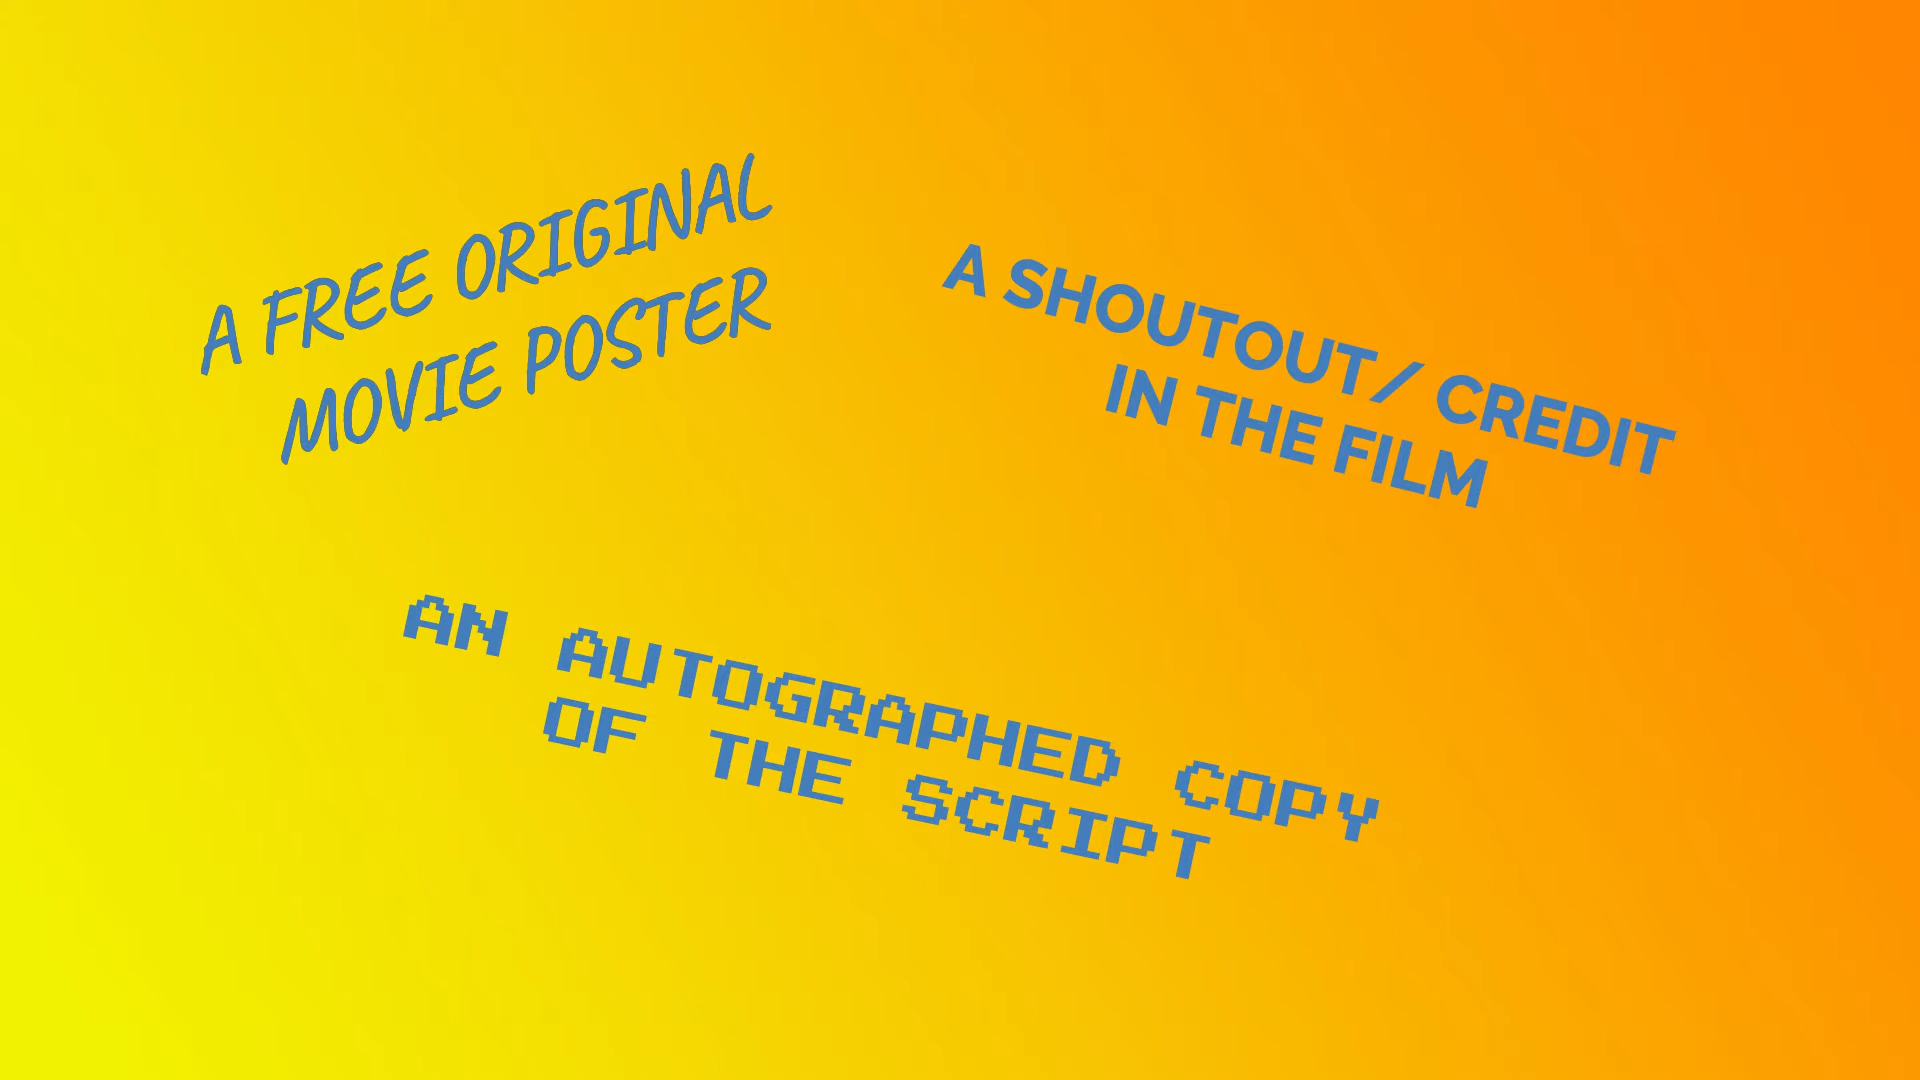 A FREE ORIGINAL
MOVIE POSTER
A SHOUTOUT/ CREDIT
IN THE FILM
AN AUTOGRAPHED COPY
OF THE SCRIPT